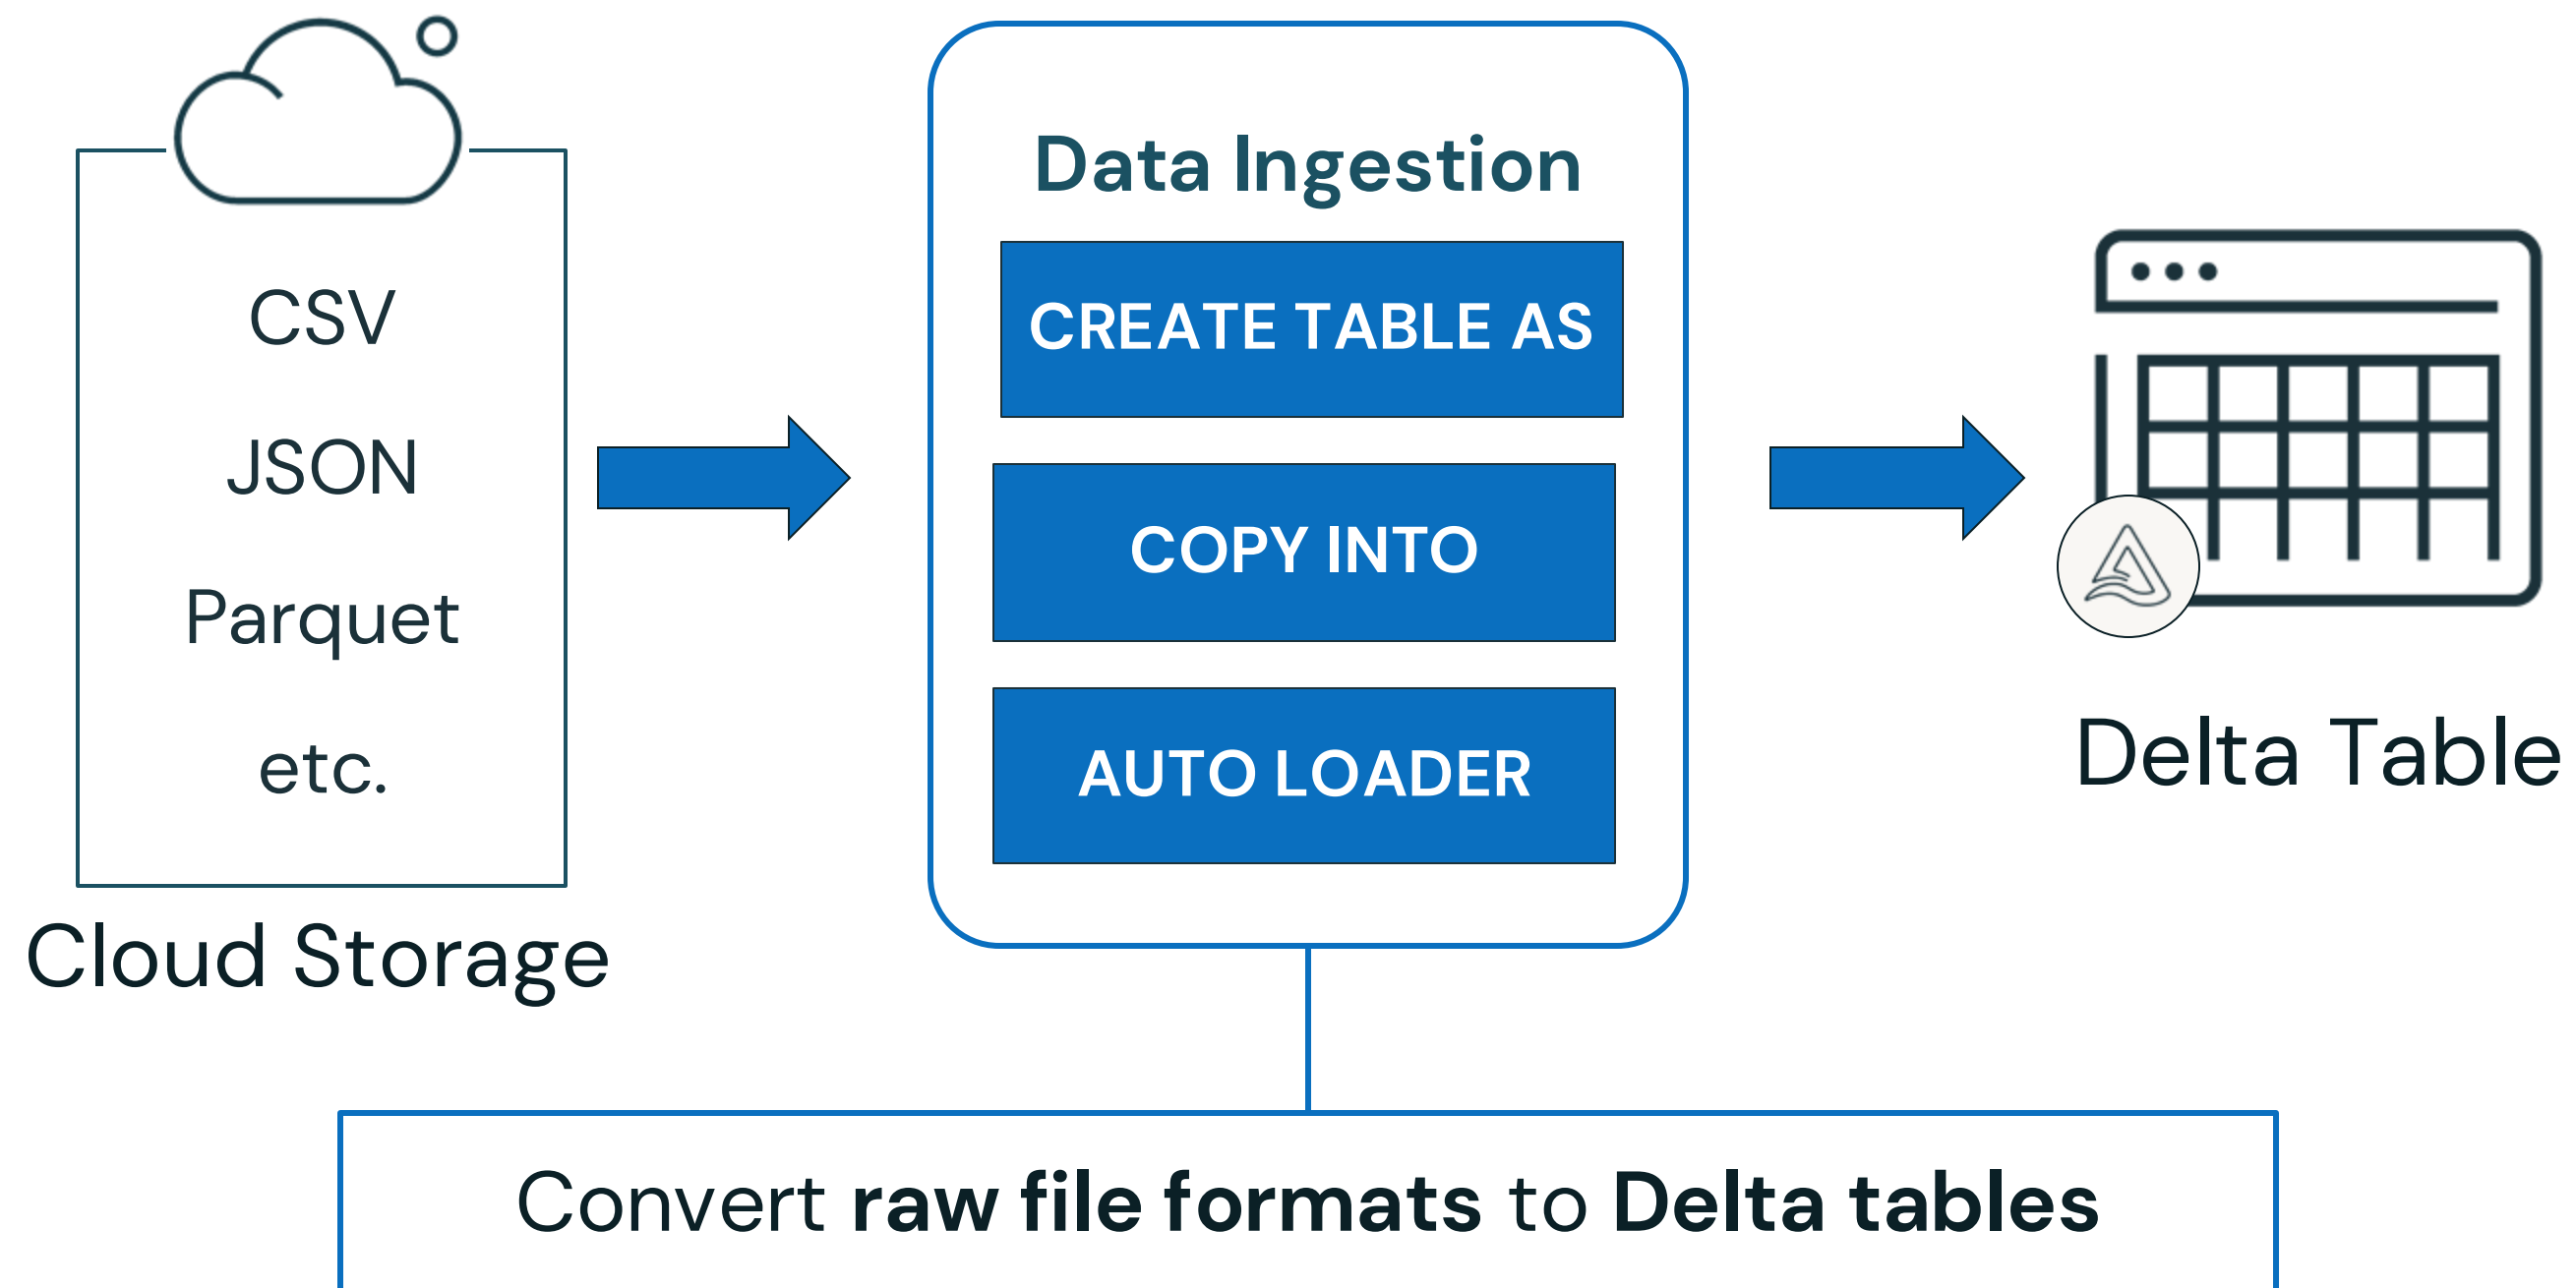 CSV
JSON
Parquet
etc.
Cloud Storage
Data Ingestion
CREATE TABLE AS
COPY INTO
AUTO LOADER
Delta Table
Convert raw file formats to Delta tables